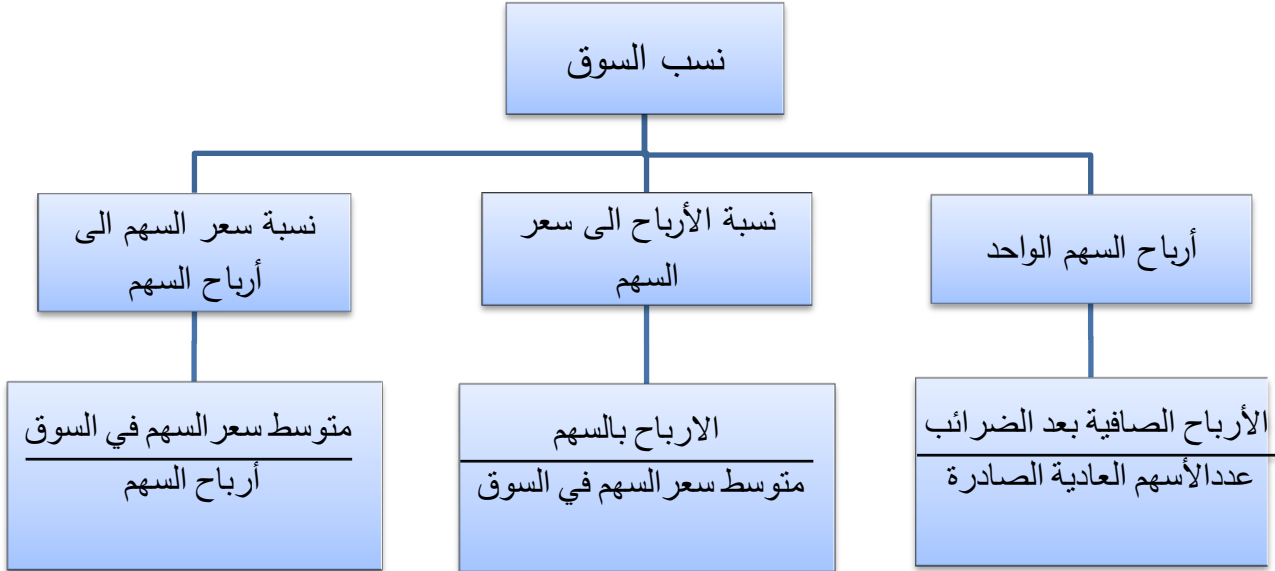 نسب السوق
أرباح السهم الواحد
نسبة الأرباح الى سعر
السهم
نسبة سعر السهم الى
أرباح السهم
الأرباح الصافية بعد الضرائب
عددالأسهم العادية الصادرة
الارباح بالسهم
متوسط سعر السهم في السوق
متوسط سعر السهم في السوق
أرباح السهم